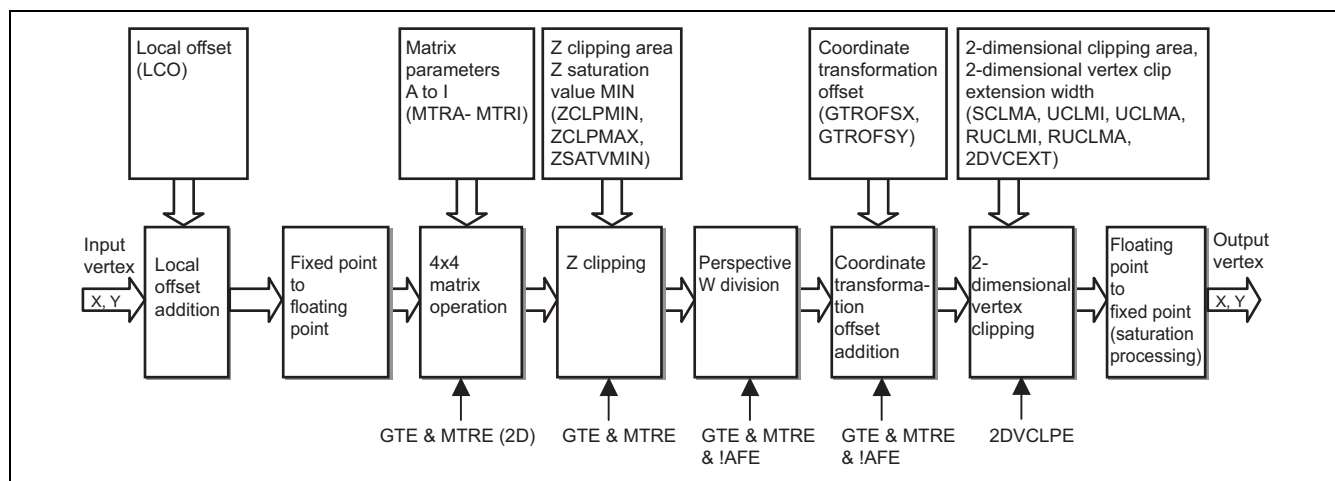 Local offset
(LCO)
Matrix
parameters
A to I
(MTRA- MTRI)
Z clipping area
Z saturation
value MIN
(ZCLPMIN,
ZCLPMAX,
ZSATVMIN)
Coordinate
transformation
offset
(GTROFSX,
GTROFSY)
2-dimensional clipping area,
2-dimensional vertex clip
extension width
(SCLMA, UCLMI, UCLMA,
RUCLMI, RUCLMA,
2DVCEXT)
Input
vertex
X, Y
Local
offset
addition
Fixed point
to
floating
point
4x4
matrix
operation
Z clipping
Perspective
W division
Coordinate
transforma-
tion
offset
addition
2-
dimensional
vertex
clipping
Floating
point
to
fixed point
(saturation
processing)
Output
vertex
X, Y
GTE & MTRE (2D)
GTE & MTRE
GTE & MTRE
& !AFE
GTE & MTRE
& !AFE
2DVCLPE